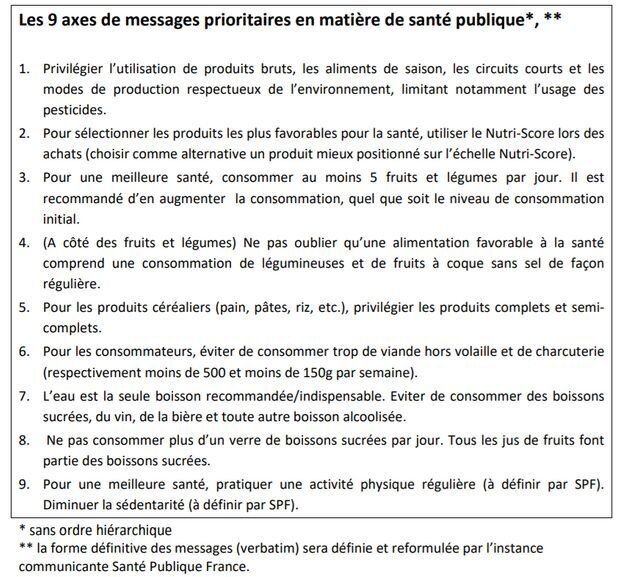 Les 9 axes de messages prioritaires en matière de santé publique*, **
1. Privilégier l'utilisation de produits bruts, les aliments de saison, les circuits courts et les
modes de production respectueux de l'environnement, limitant notamment l'usage des
pesticides.
2. Pour sélectionner les produits les plus favorables pour la santé, utiliser le Nutri-Score lors des
achats (choisir comme alternative un produit mieux positionné sur l'échelle Nutri-Score).
3. Pour une meilleure santé, consommer au moins 5 fruits et légumes par jour. Il est
recommandé d'en augmenter la consommation, quel que soit le niveau de consommation
initial.
4. (A côté des fruits et légumes) Ne pas oublier qu'une alimentation favorable à la santé
comprend une consommation de légumineuses et de fruits à coque sans sel de façon
régulière.
5. Pour les produits céréaliers (pain, pâtes, riz, etc.), privilégier les produits complets et semi-
complets.
6. Pour les consommateurs, éviter de consommer trop de viande hors volaille et de charcuterie
(respectivement moins de 500 et moins de 150g par semaine).
7. L'eau est la seule boisson recommandée/indispensable. Eviter de consommer des boissons
sucrées, du vin, de la bière et toute autre boisson alcoolisée.
8. Ne pas consommer plus d'un verre de boissons sucrées par jour. Tous les jus de fruits font
partie des boissons sucrées.
9. Pour une meilleure santé, pratiquer une activité physique régulière (à définir par SPF).
Diminuer la sédentarité (à définir par SPF).
* sans ordre hiérarchique
** la forme définitive des messages (verbatim) sera définie et reformulée par l'instance
communicante Santé Publique France.